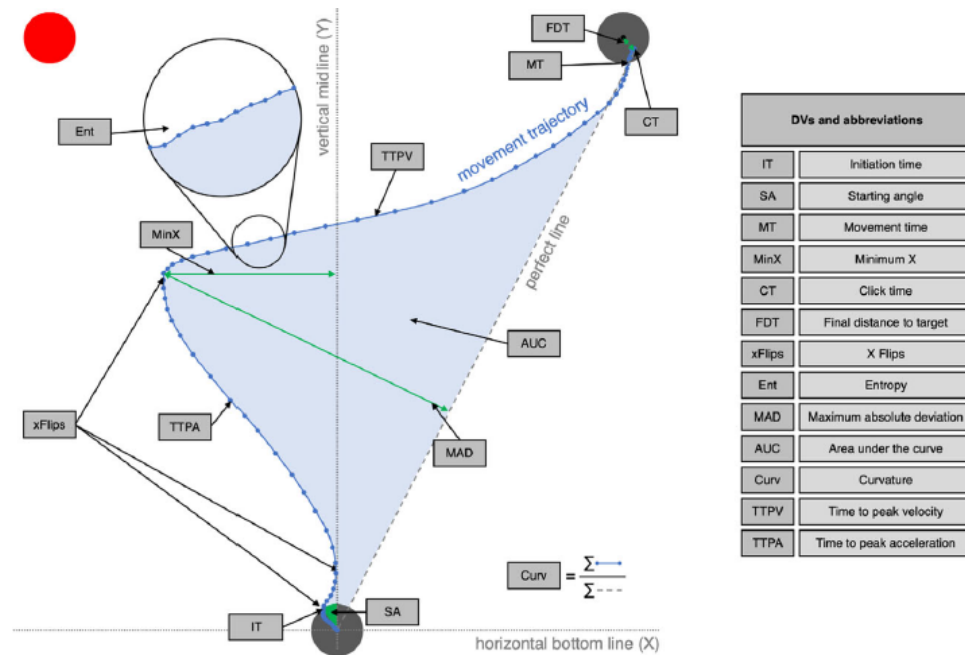 FDT
MT
CT
vertical midline (Y)
Ent
movement trajectory
TTPV
MinX
perfect line
AUC
xFlips
TTPA
MAD
Curv = Σ
Σ
SA
IT
horizontal bottom line (X)
DVs and abbreviations
IT Initiation time
SA Starting angle
MT Movement time
MinX Minimum X
CT Click time
FDT Final distance to target
xFlips X Flips
Ent Entropy
MAD Maximum absolute deviation
AUC Area under the curve
Curv Curvature
TTPV Time to peak velocity
TTPA Time to peak acceleration